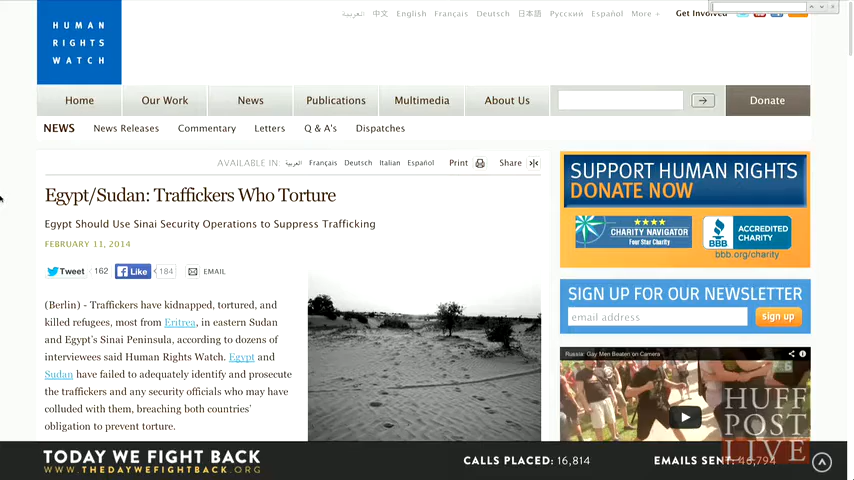 HUMAN
RIGHTS
WATCH
العربية 中文 English Français Deutsch 日本語 Русский Español More + Get Involved
Home Our Work News Publications Multimedia About Us Donate
NEWS News Releases Commentary Letters Q & A's Dispatches
AVAILABLE IN: العربية Français Deutsch Italian Español Print Share
Egypt/Sudan: Traffickers Who Torture
Egypt Should Use Sinai Security Operations to Suppress Trafficking
FEBRUARY 11, 2014
Tweet 162 Like 184 EMAIL
(Berlin) - Traffickers have kidnapped, tortured, and
killed refugees, most from Eritrea, in eastern Sudan
and Egypt's Sinai Peninsula, according to dozens of
interviewees said Human Rights Watch. Egypt and
Sudan have failed to adequately identify and prosecute
the traffickers and any security officials who may have
colluded with them, breaching both countries'
obligation to prevent torture.
SUPPORT HUMAN RIGHTS
DONATE NOW
CHARITY NAVIGATOR
Four Star Charity
BBB
ACCREDITED
CHARITY
bbb.org/charity
SIGN UP FOR OUR NEWSLETTER
email address sign up
Russia: Gay Men Beaten on Camera
HUFF
POST
LIVE
TODAY WE FIGHT BACK
WWW.THEDAYWEFIGHTBACK.ORG
CALLS PLACED: 16,814
EMAILS SENT: 46,794